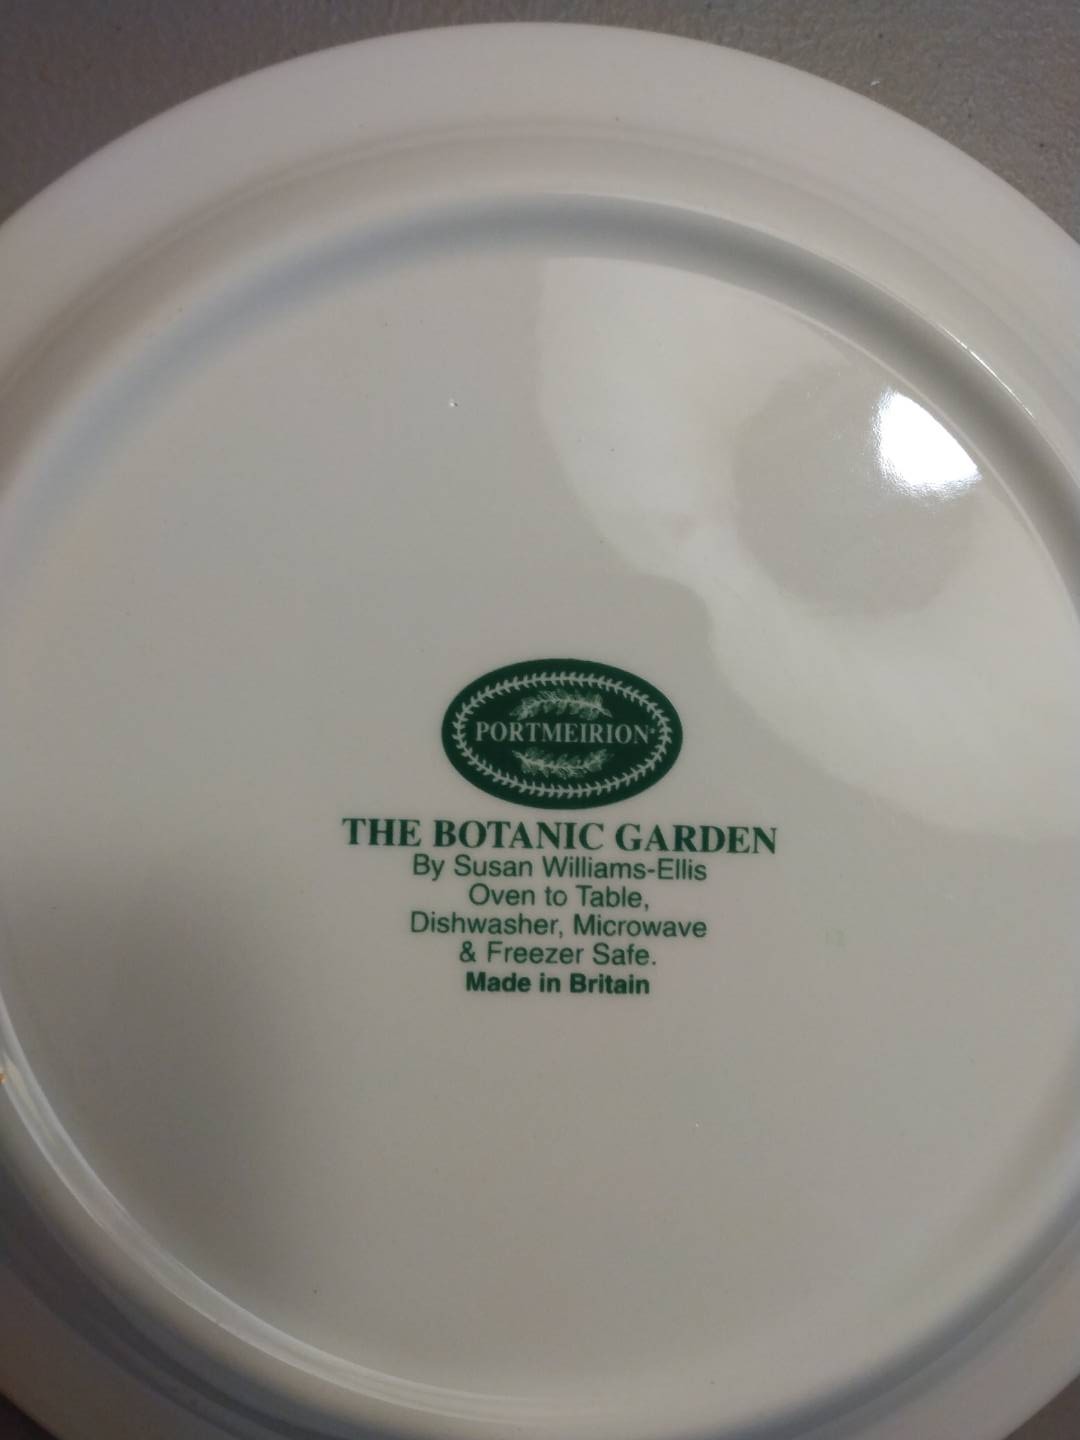 PORTMEIRION®
THE BOTANIC GARDEN
By Susan Williams-Ellis
Oven to Table,
Dishwasher, Microwave
& Freezer Safe.
Made in Britain